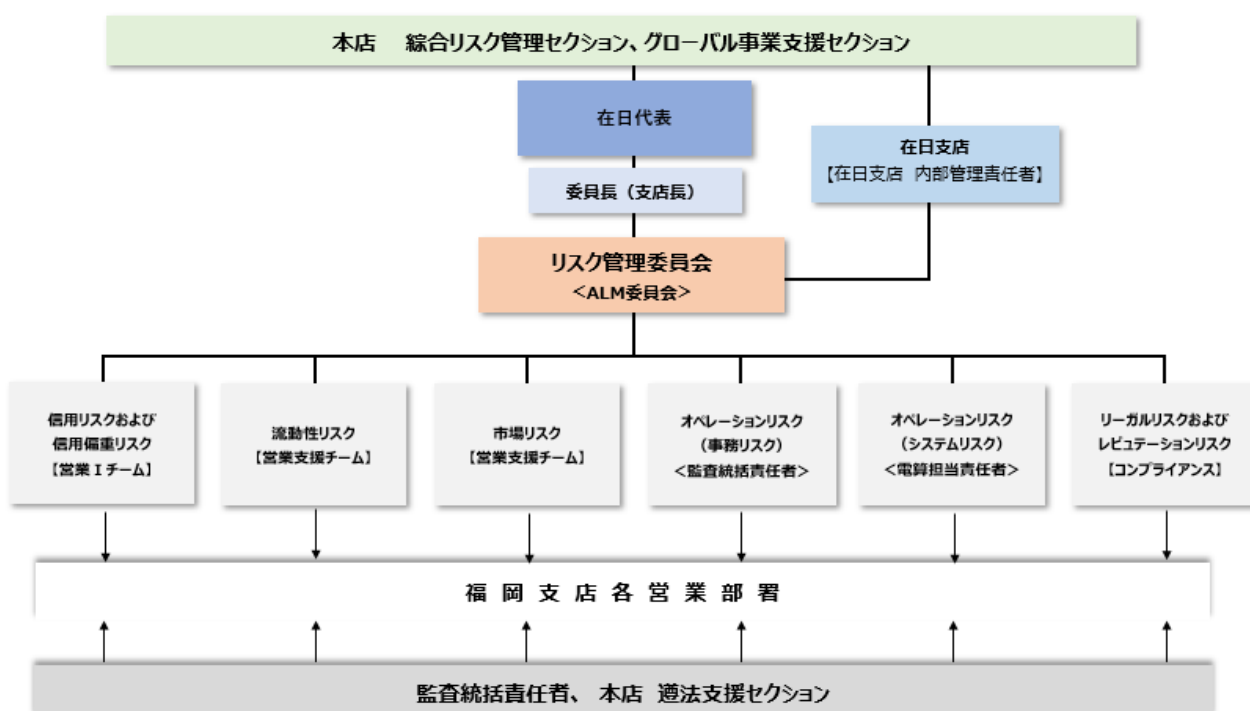 本店　綜合リスク管理セクション、グローバル事業支援セクション
在日代表
在日支店
【在日支店 内部管理責任者】
委員長（支店長）
リスク管理委員会
＜ALM委員会＞
信用リスクおよび
信用偏重リスク
【営業Ⅰチーム】
流動性リスク
【営業支援チーム】
市場リスク
【営業支援チーム】
オペレーションリスク
（事務リスク）
＜監査統括責任者＞
オペレーションリスク
（システムリスク）
＜電算担当責任者＞
リーガルリスクおよび
レピュテーションリスク
【コンプライアンス】
福岡支店各営業部署
監査統括責任者、 本店 遵法支援セクション